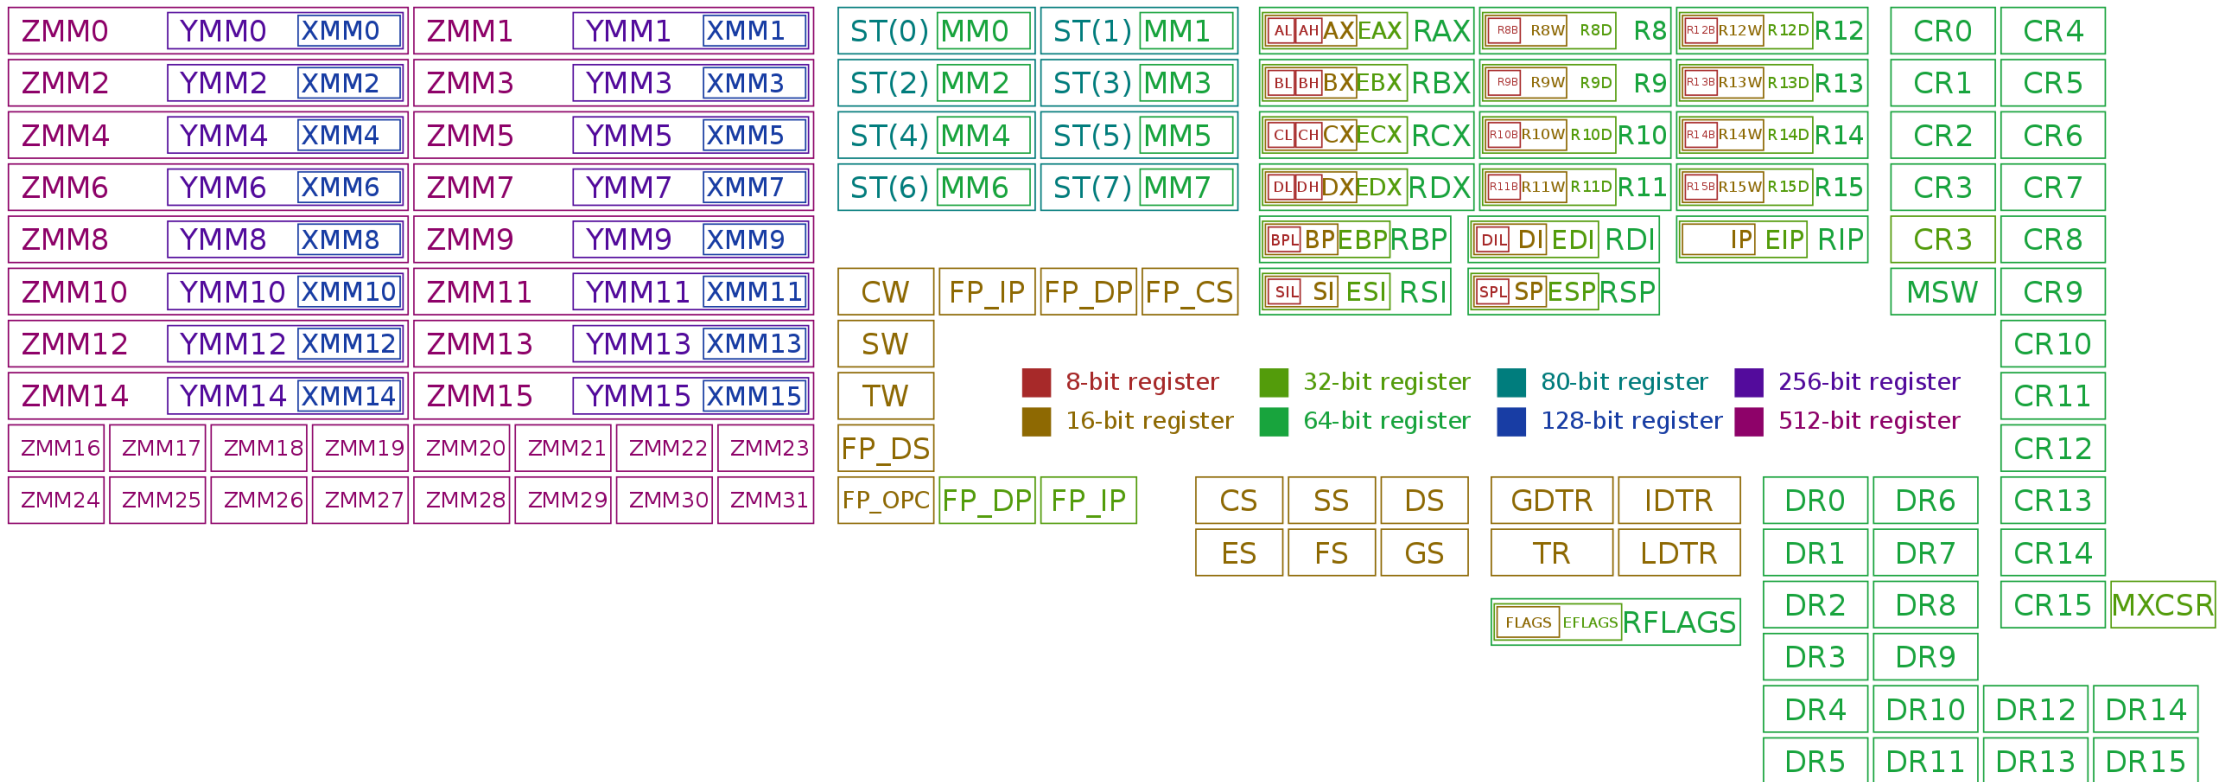 ZMM0 YMM0 XMM0 ZMM1 YMM1 XMM1 ST(0) MM0 ST(1) MM1 AL AH AX EAX RAX R8B R8W R8D R8 R12B R12W R12D R12 CR0 CR4
ZMM2 YMM2 XMM2 ZMM3 YMM3 XMM3 ST(2) MM2 ST(3) MM3 BL BH BX EBX RBX R9B R9W R9D R9 R13B R13W R13D R13 CR1 CR5
ZMM4 YMM4 XMM4 ZMM5 YMM5 XMM5 ST(4) MM4 ST(5) MM5 CL CH CX ECX RCX R10B R10W R10D R10 R14B R14W R14D R14 CR2 CR6
ZMM6 YMM6 XMM6 ZMM7 YMM7 XMM7 ST(6) MM6 ST(7) MM7 DL DH DX EDX RDX R11B R11W R11D R11 R15B R15W R15D R15 CR3 CR7
ZMM8 YMM8 XMM8 ZMM9 YMM9 XMM9 BPL BP EBP RBP DIL DI EDI RDI IP EIP RIP CR3 CR8
ZMM10 YMM10 XMM10 ZMM11 YMM11 XMM11 CW FP_IP FP_DP FP_CS SIL SI ESI RSI SPL SP ESP RSP MSW CR9
ZMM12 YMM12 XMM12 ZMM13 YMM13 XMM13 SW CR10
ZMM14 YMM14 XMM14 ZMM15 YMM15 XMM15 TW 8-bit register 32-bit register 80-bit register 256-bit register CR11
16-bit register 64-bit register 128-bit register 512-bit register
ZMM16 ZMM17 ZMM18 ZMM19 ZMM20 ZMM21 ZMM22 ZMM23 FP_DS CR12
ZMM24 ZMM25 ZMM26 ZMM27 ZMM28 ZMM29 ZMM30 ZMM31 FP_OPC FP_DP FP_IP CS SS DS GDTR IDTR DR0 DR6 CR13
ES FS GS TR LDTR DR1 DR7 CR14
FLAGS EFLAGS RFLAGS DR2 DR8 CR15 MXCSR
DR3 DR9
DR4 DR10 DR12 DR14
DR5 DR11 DR13 DR15